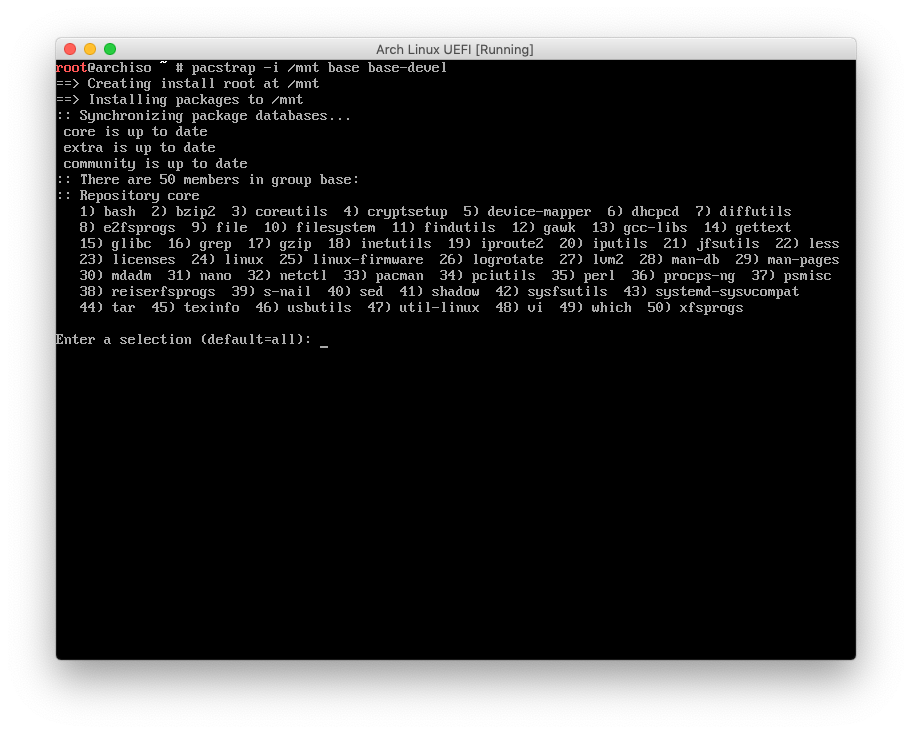 Arch Linux UEFI [Running]
root@archiso ~ # pacstrap -i /mnt base base-devel
==> Creating install root at /mnt
==> Installing packages to /mnt
:: Synchronizing package databases...
 core is up to date
 extra is up to date
 community is up to date
:: There are 50 members in group base:
:: Repository core
   1) bash  2) bzip2  3) coreutils  4) cryptsetup  5) device-mapper  6) dhcpcd  7) diffutils
   8) e2fsprogs  9) file  10) filesystem  11) findutils  12) gawk  13) gcc-libs  14) gettext
   15) glibc  16) grep  17) gzip  18) inetutils  19) iproute2  20) iputils  21) jfsutils  22) less
   23) licenses  24) linux  25) linux-firmware  26) logrotate  27) lvm2  28) man-db  29) man-pages
   30) mdadm  31) nano  32) netctl  33) pacman  34) pciutils  35) perl  36) procps-ng  37) psmisc
   38) reiserfsprogs  39) s-nail  40) sed  41) shadow  42) sysfsutils  43) systemd-sysvcompat
   44) tar  45) texinfo  46) usbutils  47) util-linux  48) vi  49) which  50) xfsprogs
Enter a selection (default=all): _